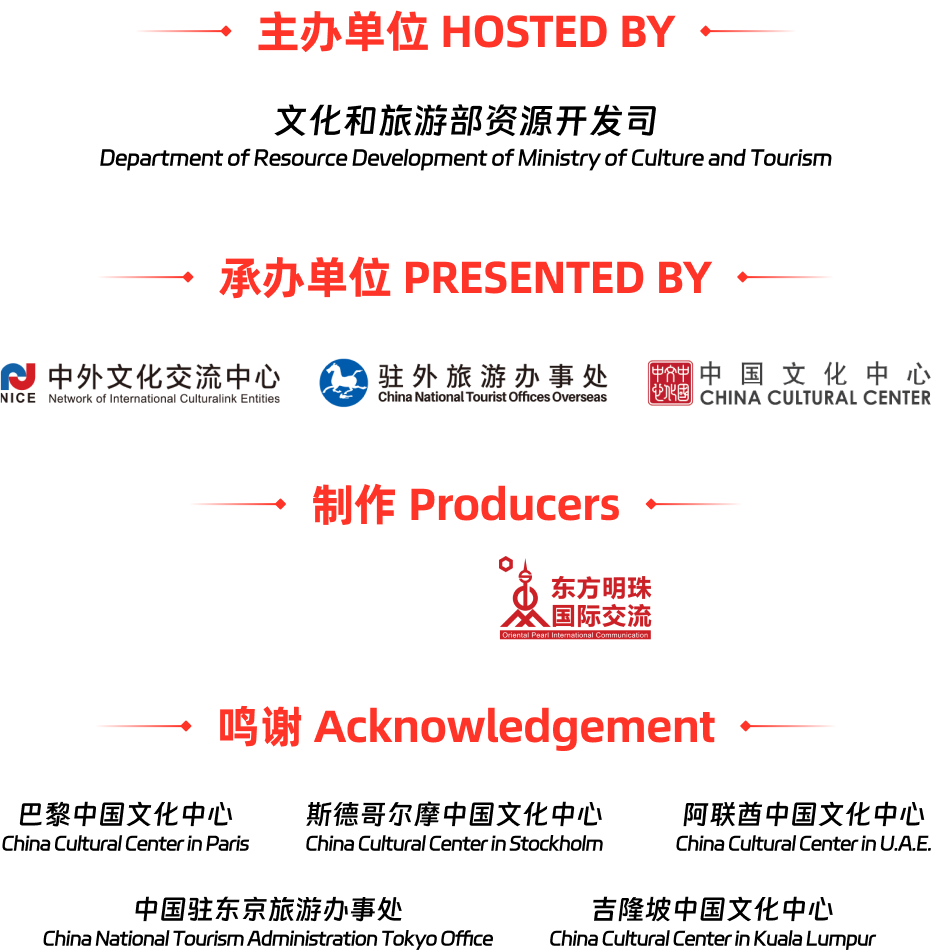 主办单位 HOSTED BY
文化和旅游部资源开发司
Department of Resource Development of Ministry of Culture and Tourism
承办单位 PRESENTED BY
NICE
中外文化交流中心
Network of International Culturalink Entities
驻外旅游办事处
China National Tourist Offices Overseas
中国文化中心
中国文化中心
CHINA CULTURAL CENTER
制作 Producers
东方明珠
国际交流
Oriental Pearl International Communication
鸣谢 Acknowledgement
巴黎中国文化中心
China Cultural Center in Paris
斯德哥尔摩中国文化中心
China Cultural Center in Stockholm
阿联酋中国文化中心
China Cultural Center in U.A.E.
中国驻东京旅游办事处
China National Tourism Administration Tokyo Office
吉隆坡中国文化中心
China Cultural Center in Kuala Lumpur